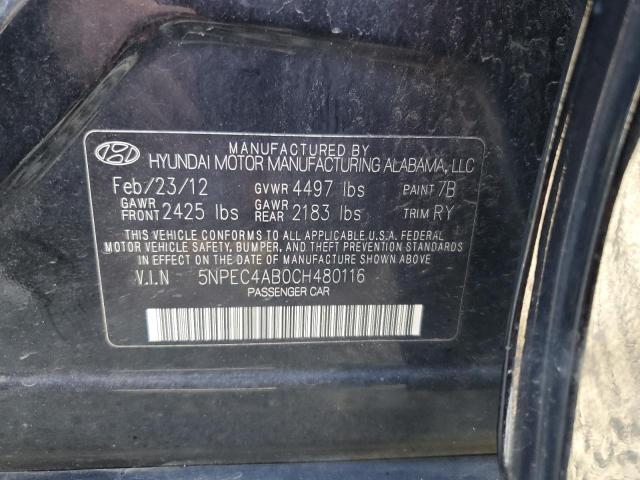 MANUFACTURED BY
HYUNDAI MOTOR MANUFACTURING ALABAMA, LLC
Feb/23/12 GVWR 4497 lbs PAINT 7B
GAWR FRONT 2425 lbs GAWR REAR 2183 lbs TRIM RY
THIS VEHICLE CONFORMS TO ALL APPLICABLE U.S. FEDERAL
MOTOR VEHICLE SAFETY, BUMPER, AND THEFT PREVENTION STANDARDS
IN EFFECT ON THE DATE OF MANUFACTURE SHOWN ABOVE
V.I.N 5NPEC4AB0CH480116
PASSENGER CAR